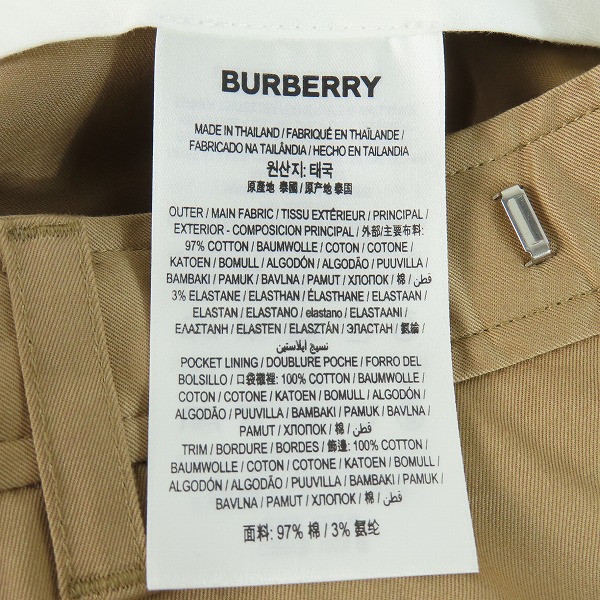 BURBERRY
MADE IN THAILAND / FABRIQUÉ EN THAÏLANDE /
FABRICADO NA TAILÂNDIA / HECHO EN TAILANDIA
원산지: 태국
原産地 泰國 / 原产地 泰国
OUTER / MAIN FABRIC / TISSU EXTÉRIEUR / PRINCIPAL /
EXTERIOR - COMPOSICION PRINCIPAL / 外部/主要布料:
97% COTTON / BAUMWOLLE / COTON / COTONE /
KATOEN / BOMULL / ALGODÓN / ALGODÃO / PUUVILLA /
BAMBAKI / PAMUK / BAVLNA / PAMUT / ХЛОПОК / 棉 / قطن /
3% ELASTANE / ELASTHAN / ÉLASTHANE / ELASTAAN /
ELASTAN / ELASTANO / elastano / ELASTAANI /
ΕΛΑΣΤΑΝΗ / ELASTEN / ELASZTÁN / ЭЛАСТАН / 氨綸 /
نسيج ايلاستين
POCKET LINING / DOUBLURE POCHE / FORRO DEL
BOLSILLO / 口袋襯裡: 100% COTTON / BAUMWOLLE /
COTON / COTONE / KATOEN / BOMULL / ALGODÓN /
ALGODÃO / PUUVILLA / BAMBAKI / PAMUK / BAVLNA /
PAMUT / ХЛОПОК / 棉 / قطن /
TRIM / BORDURE / BORDES / 飾邊: 100% COTTON /
BAUMWOLLE / COTON / COTONE / KATOEN / BOMULL /
ALGODÓN / ALGODÃO / PUUVILLA / BAMBAKI / PAMUK /
BAVLNA / PAMUT / ХЛОПОК / 棉 / قطن /
面料: 97% 棉 / 3% 氨纶